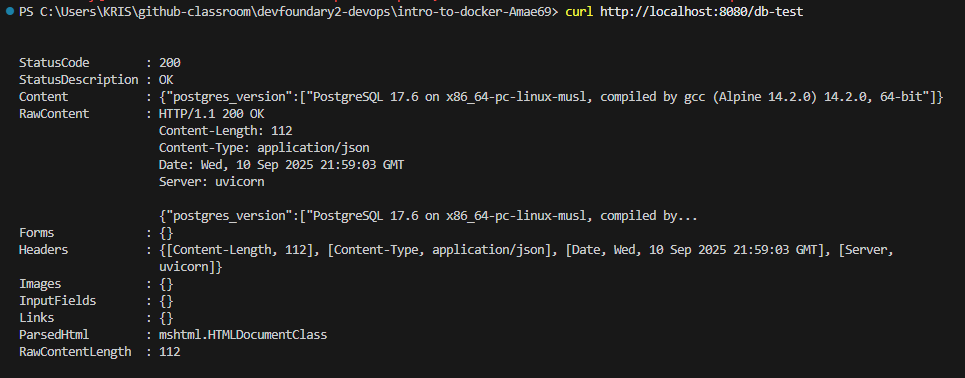 PS C:\Users\KRIS\github-classroom\devfoundary2-devops\intro-to-docker-Amae69> curl http://localhost:8080/db-test
StatusCode        : 200
StatusDescription : OK
Content           : {"postgres_version":["PostgreSQL 17.6 on x86_64-pc-linux-musl, compiled by gcc (Alpine 14.2.0) 14.2.0, 64-bit"]}
RawContent        : HTTP/1.1 200 OK
                    Content-Length: 112
                    Content-Type: application/json
                    Date: Wed, 10 Sep 2025 21:59:03 GMT
                    Server: uvicorn
                    {"postgres_version":["PostgreSQL 17.6 on x86_64-pc-linux-musl, compiled by...
Forms             : {}
Headers           : {[Content-Length, 112], [Content-Type, application/json], [Date, Wed, 10 Sep 2025 21:59:03 GMT], [Server,
                    uvicorn]}
Images            : {}
InputFields       : {}
Links             : {}
ParsedHtml        : mshtml.HTMLDocumentClass
RawContentLength  : 112